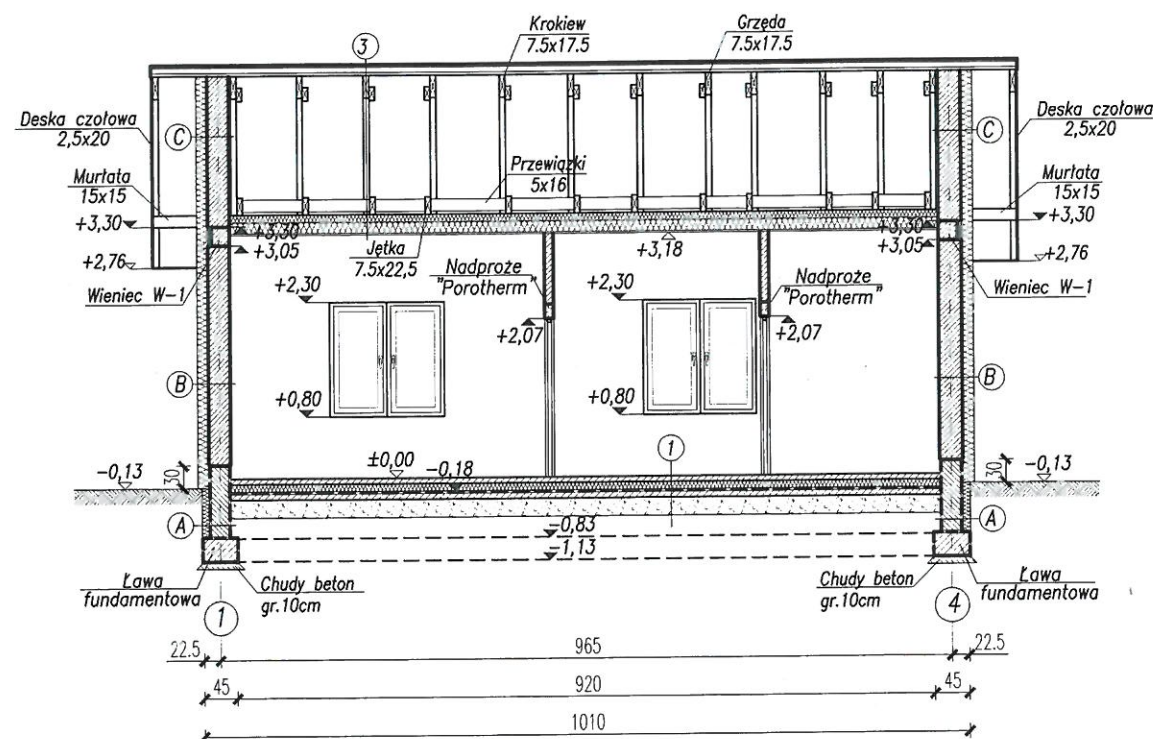 Krokiew
7.5x17.5
Grzęda
7.5x17.5
3
Deska czołowa
2,5x20
C
C
Deska czołowa
2,5x20
Murłata
15x15
Przewiązki
5x16
Murłata
15x15
+3,30
+3,30
+3,05
+3,30
+3,05
+3,30
+2,76
Jętka
7.5x22,5
+3,18
+2,76
Wieniec W-1
Nadproże
"Porotherm"
Nadproże
"Porotherm"
Wieniec W-1
+2,30
+2,30
+2,07
+2,07
B
B
+0,80
+0,80
1
-0,13
30
±0,00
-0,18
30
-0,13
A
A
-0,83
-1,13
Ława
fundamentowa
Chudy beton
gr.10cm
Chudy beton
gr.10cm
Ława
fundamentowa
1
4
22.5
965
22.5
45
920
45
1010